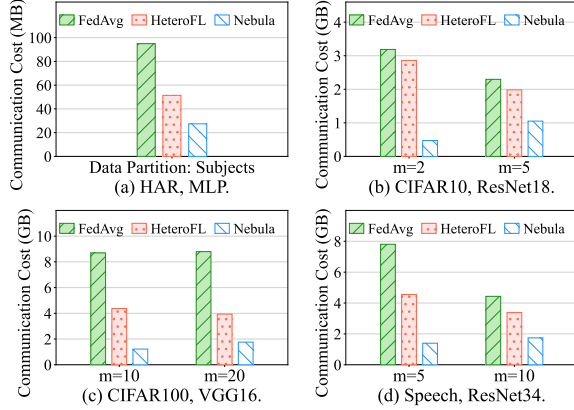 Communication Cost (MB)
FedAvg HeteroFL Nebula
100
80
60
40
20
0
Data Partition: Subjects
(a) HAR, MLP.
Communication Cost (GB)
FedAvg HeteroFL Nebula
4
3
2
1
0
m=2 m=5
(b) CIFAR10, ResNet18.
Communication Cost (GB)
FedAvg HeteroFL Nebula
10
8
6
4
2
0
m=10 m=20
(c) CIFAR100, VGG16.
Communication Cost (GB)
FedAvg HeteroFL Nebula
8
6
4
2
0
m=5 m=10
(d) Speech, ResNet34.